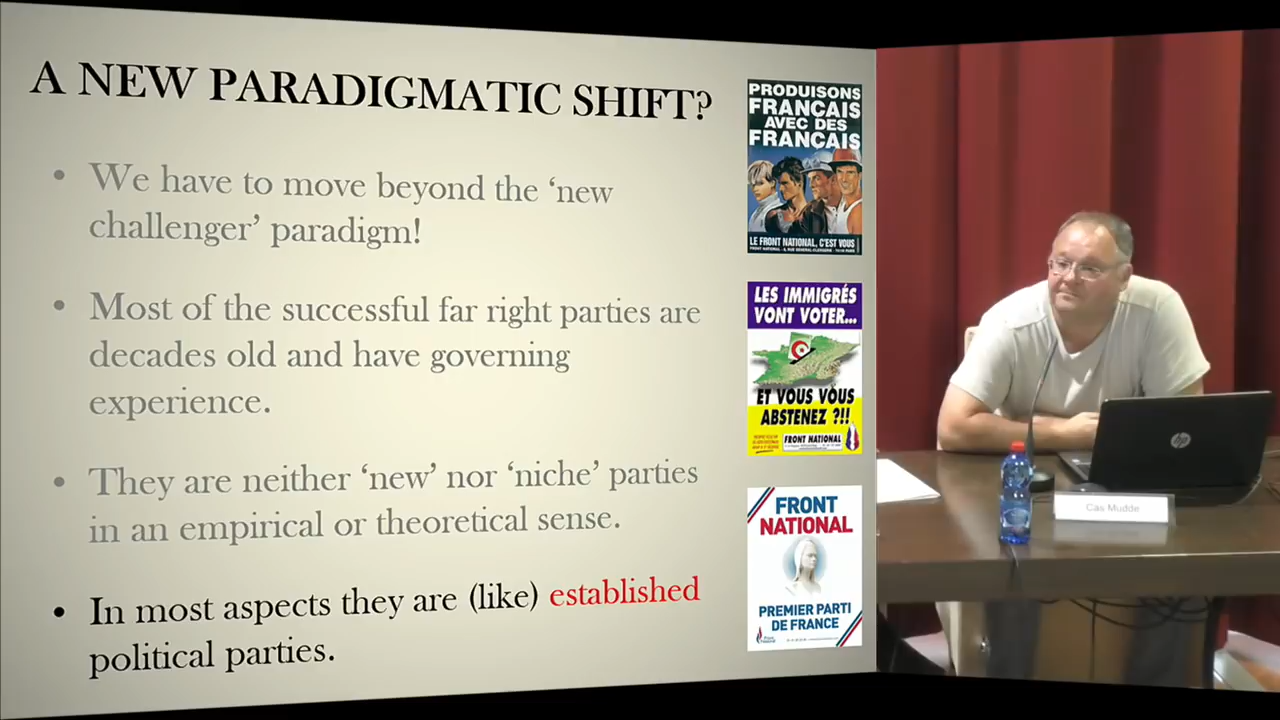 A NEW PARADIGMATIC SHIFT?
• We have to move beyond the ‘new
challenger’ paradigm!
• Most of the successful far right parties are
decades old and have governing
experience.
• They are neither ‘new’ nor ‘niche’ parties
in an empirical or theoretical sense.
• In most aspects they are (like) established
political parties.
PRODUISONS
FRANÇAIS
AVEC DES
FRANÇAIS
LE FRONT NATIONAL, C'EST VOUS
LES IMMIGRÉS
VONT VOTER...
ET VOUS VOUS
ABSTENEZ ?!!
FRONT NATIONAL
FRONT
NATIONAL
PREMIER PARTI
DE FRANCE
hp
Cas Mudde